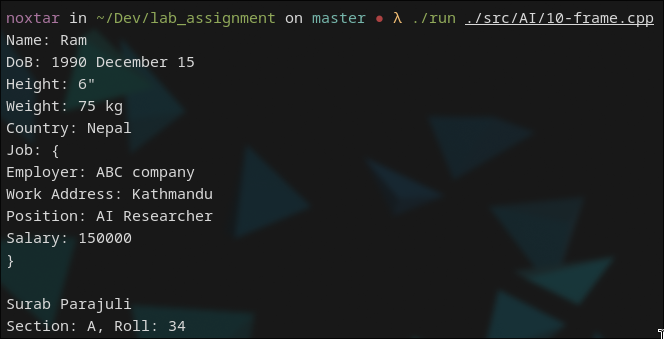 noxtar in ~/Dev/lab_assignment on master • λ ./run ./src/AI/10-frame.cpp
Name: Ram
DoB: 1990 December 15
Height: 6"
Weight: 75 kg
Country: Nepal
Job: {
Employer: ABC company
Work Address: Kathmandu
Position: AI Researcher
Salary: 150000
}
Surab Parajuli
Section: A, Roll: 34